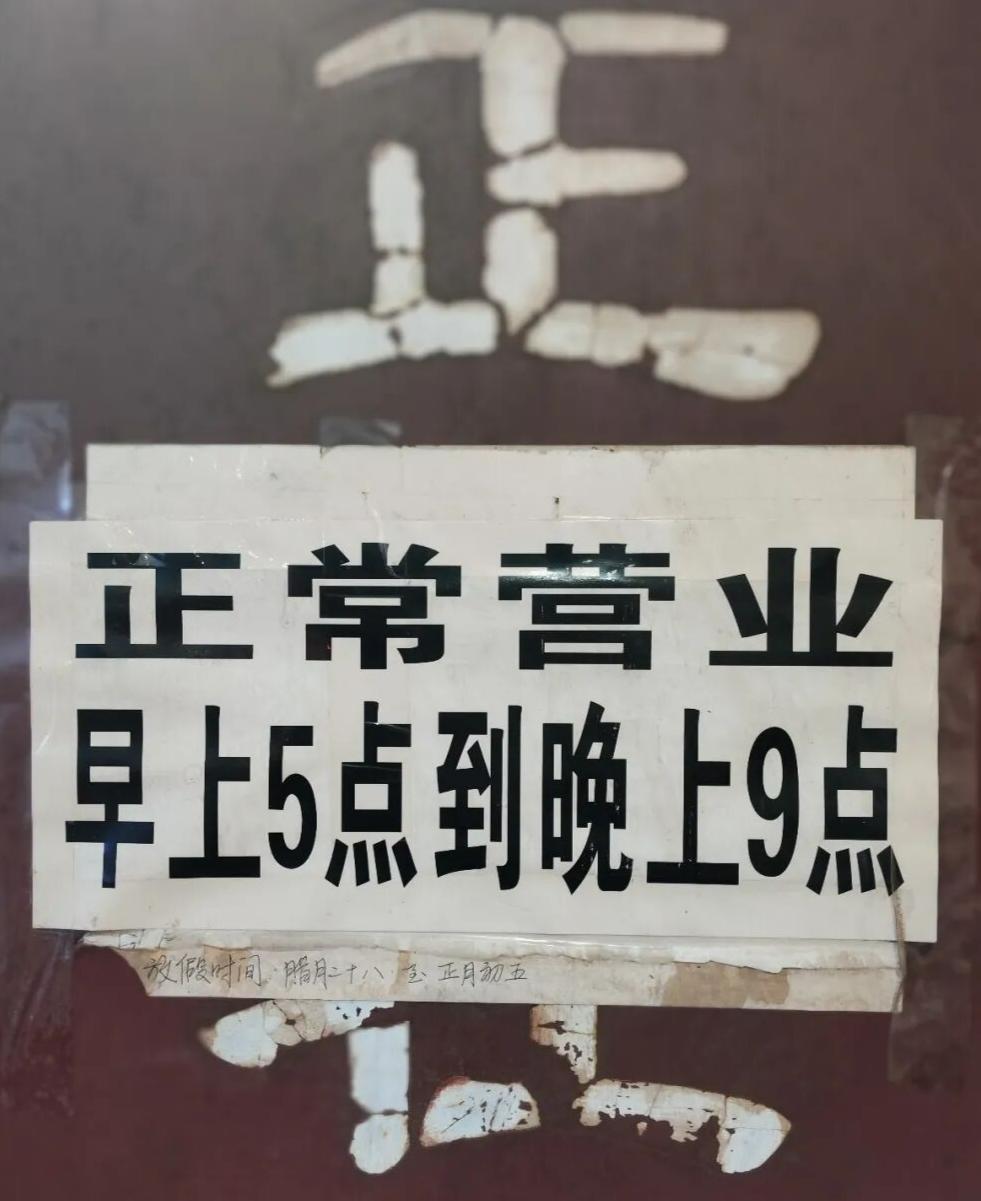 正
正常营业
早上5点到晚上9点
放假时间 腊月二十八 至 正月初五